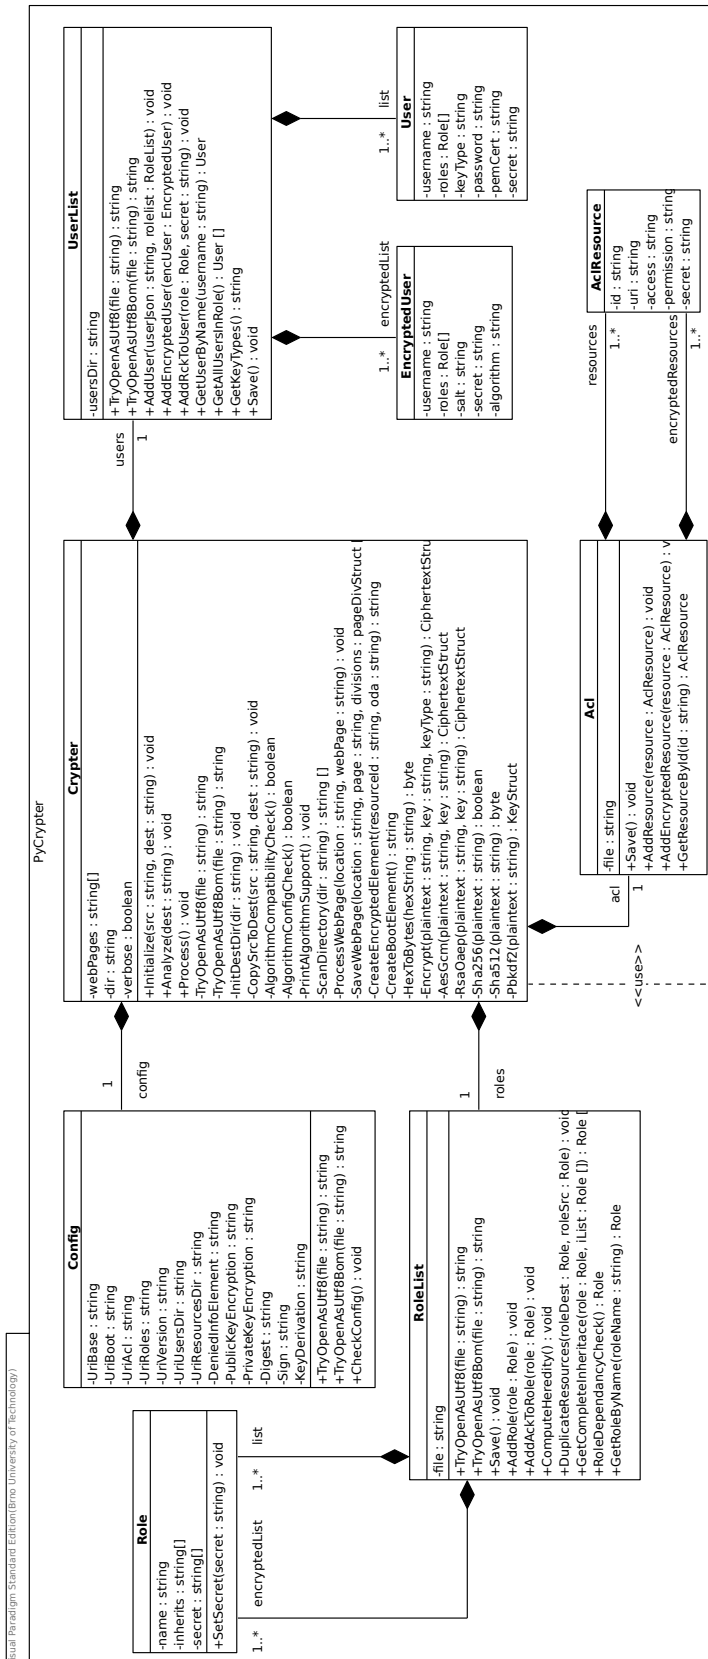 isual Paradigm Standard Edition(Brno University of Technology)
PyCrypter
Role
-name : string
-inherits : string[]
-secret : string[]
+SetSecret(secret : string) : void
1..*
encryptedList
1..*
list
Config
-UriBase : string
-UriBoot : string
-UriAcl : string
-UriRoles : string
-UriVersion : string
-UriUsersDir : string
-UriResourcesDir : string
-DeniedInfoElement : string
-PublicKeyEncryption : string
-PrivateKeyEncryption : string
-Digest : string
-Sign : string
-KeyDerivation : string
+TryOpenAsUtf8(file : string) : string
+TryOpenAsUtf8Bom(file : string) : string
+CheckConfig() : void
1
config
RoleList
-file : string
+TryOpenAsUtf8(file : string) : string
+TryOpenAsUtf8Bom(file : string) : string
+Save() : void
+AddRole(role : Role) : void
+AddAckToRole(role : Role) : void
+ComputeHeredity() : void
+DuplicateResources(roleDest : Role, roleSrc : Role) : void
+GetCompleteInheritace(role : Role, iList : Role []) : Role [
+RoleDependancyCheck() : Role
+GetRoleByName(roleName : string) : Role
1
roles
Crypter
-webPages : string[]
-dir : string
-verbose : boolean
+Initialize(src : string, dest : string) : void
+Analyze(dest : string) : void
+Process() : void
-TryOpenAsUtf8(file : string) : string
-TryOpenAsUtf8Bom(file : string) : string
-InitDestDir(dir : string) : void
-CopySrcToDest(src : string, dest : string) : void
-AlgorithmCompatibilityCheck() : boolean
-AlgorithmConfigCheck() : boolean
-PrintAlgorithmSupport() : void
-ScanDirectory(dir : string) : string []
-ProcessWebPage(location : string, webPage : string) : void
-SaveWebPage(location : string, page : string, divisions : pageDivStruct [
-CreateEncryptedElement(resourceId : string, oda : string) : string
-CreateBootElement() : string
-HexToBytes(hexString : string) : byte
-Encrypt(plaintext : string, key : string, keyType : string) : CiphertextStru
-AesGcm(plaintext : string, key : string) : CiphertextStruct
-RsaOaep(plaintext : string, key : string) : CiphertextStruct
-Sha256(plaintext : string) : boolean
-Sha512(plaintext : string) : byte
-Pbkdf2(plaintext : string) : KeyStruct
<<use>>
acl
1
users
1
UserList
-usersDir : string
+TryOpenAsUtf8(file : string) : string
+TryOpenAsUtf8Bom(file : string) : string
+AddUser(userJson : string, rolelist : RoleList) : void
+AddEncryptedUser(encUser : EncryptedUser) : void
+AddRckToUser(role : Role, secret : string) : void
+GetUserByName(username : string) : User
+GetAllUsersInRole() : User []
+GetKeyTypes() : string
+Save() : void
1..*
encryptedList
1..*
list
EncryptedUser
-username : string
-roles : Role[]
-salt : string
-secret : string
-algorithm : string
User
-username : string
-roles : Role[]
-keyType : string
-password : string
-pemCert : string
-secret : string
Acl
-file : string
+Save() : void
+AddResource(resource : AclResource) : void
+AddEncryptedResource(resource : AclResource) : v
+GetResourceById(id : string) : AclResource
resources
1..*
encryptedResources
1..*
AclResource
-id : string
-uri : string
-access : string
-permission : string
-secret : string